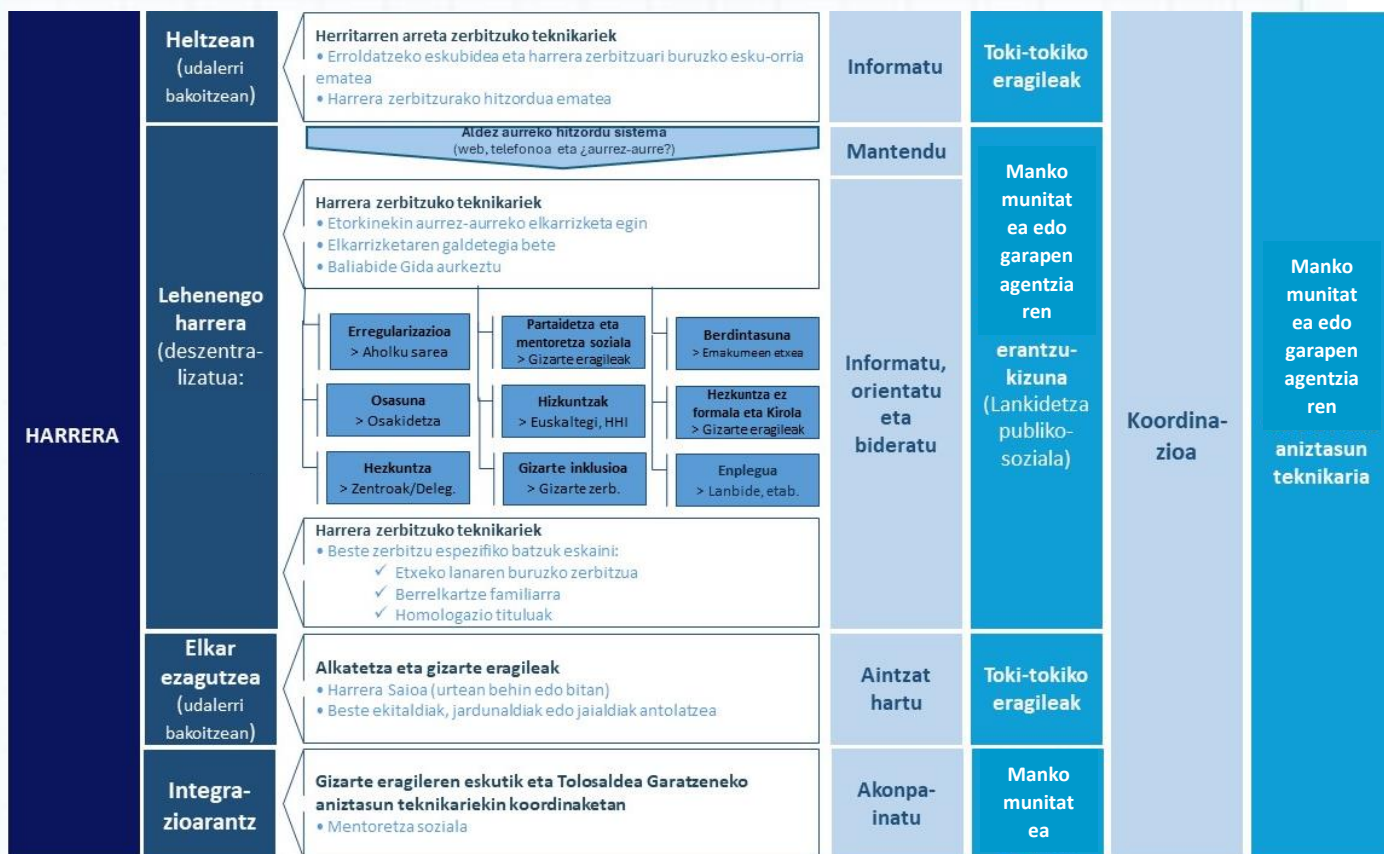 HARRERA
Heltzean
(udalerri
bakoitzean)
Herritarren arreta zerbitzuko teknikariek
• Erroldatzeko eskubidea eta harrera zerbitzuari buruzko esku-orria
ematea
• Harrera zerbitzurako hitzordua ematea
Informatu
Toki-tokiko
eragileak
Lehenengo
harrera
(deszentra-
lizatua:
Aldez aurreko hitzordu sistema
(web, telefonoa eta ¿aurrez-aurre?)
Mantendu
Harrera zerbitzuko teknikariek
• Etorkinekin aurrez-aurreko elkarrizketa egin
• Elkarrizketaren galdetegia bete
• Baliabide Gida aurkeztu
Erregularizazioa
> Aholku sarea
Partaidetza eta
mentoretza soziala
> Gizarte eragileak
Berdintasuna
> Emakumeen etxea
Osasuna
> Osakidetza
Hizkuntzak
> Euskaltegi, HHI
Hezkuntza ez
formala eta Kirola
> Gizarte eragileak
Hezkuntza
> Zentroak/Deleg.
Gizarte inklusioa
> Gizarte zerb.
Enplegua
> Lanbide, etab.
Harrera zerbitzuko teknikariek
• Beste zerbitzu espezifiko batzuk eskaini:
✓ Etxeko lanaren buruzko zerbitzua
✓ Berrelkartze familiarra
✓ Homologazio tituluak
Informatu,
orientatu
eta
bideratu
Manko
munitat
ea edo
garapen
agentzia
ren
erantzu-
kizuna
(Lankidetza
publiko-
soziala)
Elkar
ezagutzea
(udalerri
bakoitzean)
Alkatetza eta gizarte eragileak
• Harrera Saioa (urtean behin edo bitan)
• Beste ekitaldiak, jardunaldiak edo jaialdiak antolatzea
Aintzat
hartu
Toki-tokiko
eragileak
Integra-
zioarantz
Gizarte eragileren eskutik eta Tolosaldea Garatzeneko
aniztasun teknikariekin koordinaketan
• Mentoretza soziala
Akonpa-
inatu
Manko
munitat
ea
Koordina-
zioa
Manko
munitat
ea edo
garapen
agentzia
ren
aniztasun
teknikaria